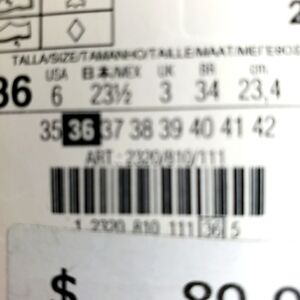 2
TALLA/SIZE/TAMANHO/TAILLE/MAAT/МЕГЕӨОΣ
USA 日本/MEX UK BR cm.
36 6 23½ 3 34 23,4
35 36 37 38 39 40 41 42
ART.: 2320/810/111
1 2320 810 111 36 5
$